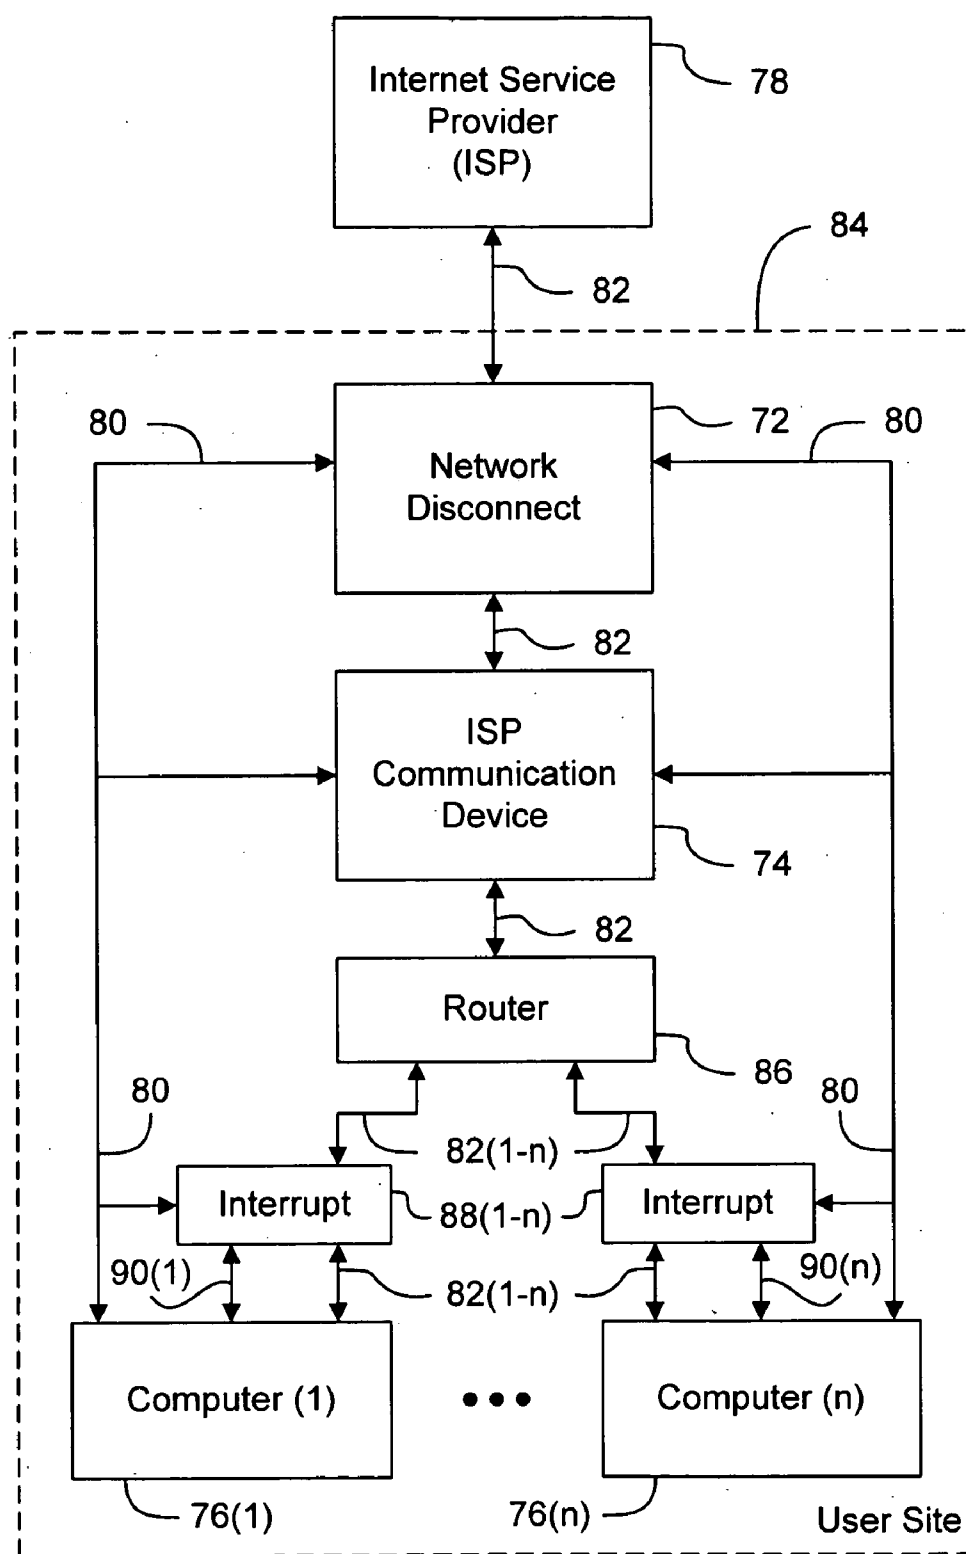 Internet Service
Provider
(ISP)
78
84
82
80
72
80
Network
Disconnect
82
ISP
Communication
Device
74
82
Router
86
80
80
82(1-n)
Interrupt
88(1-n)
Interrupt
90(1)
82(1-n)
90(n)
Computer (1)
Computer (n)
76(1)
76(n)
User Site